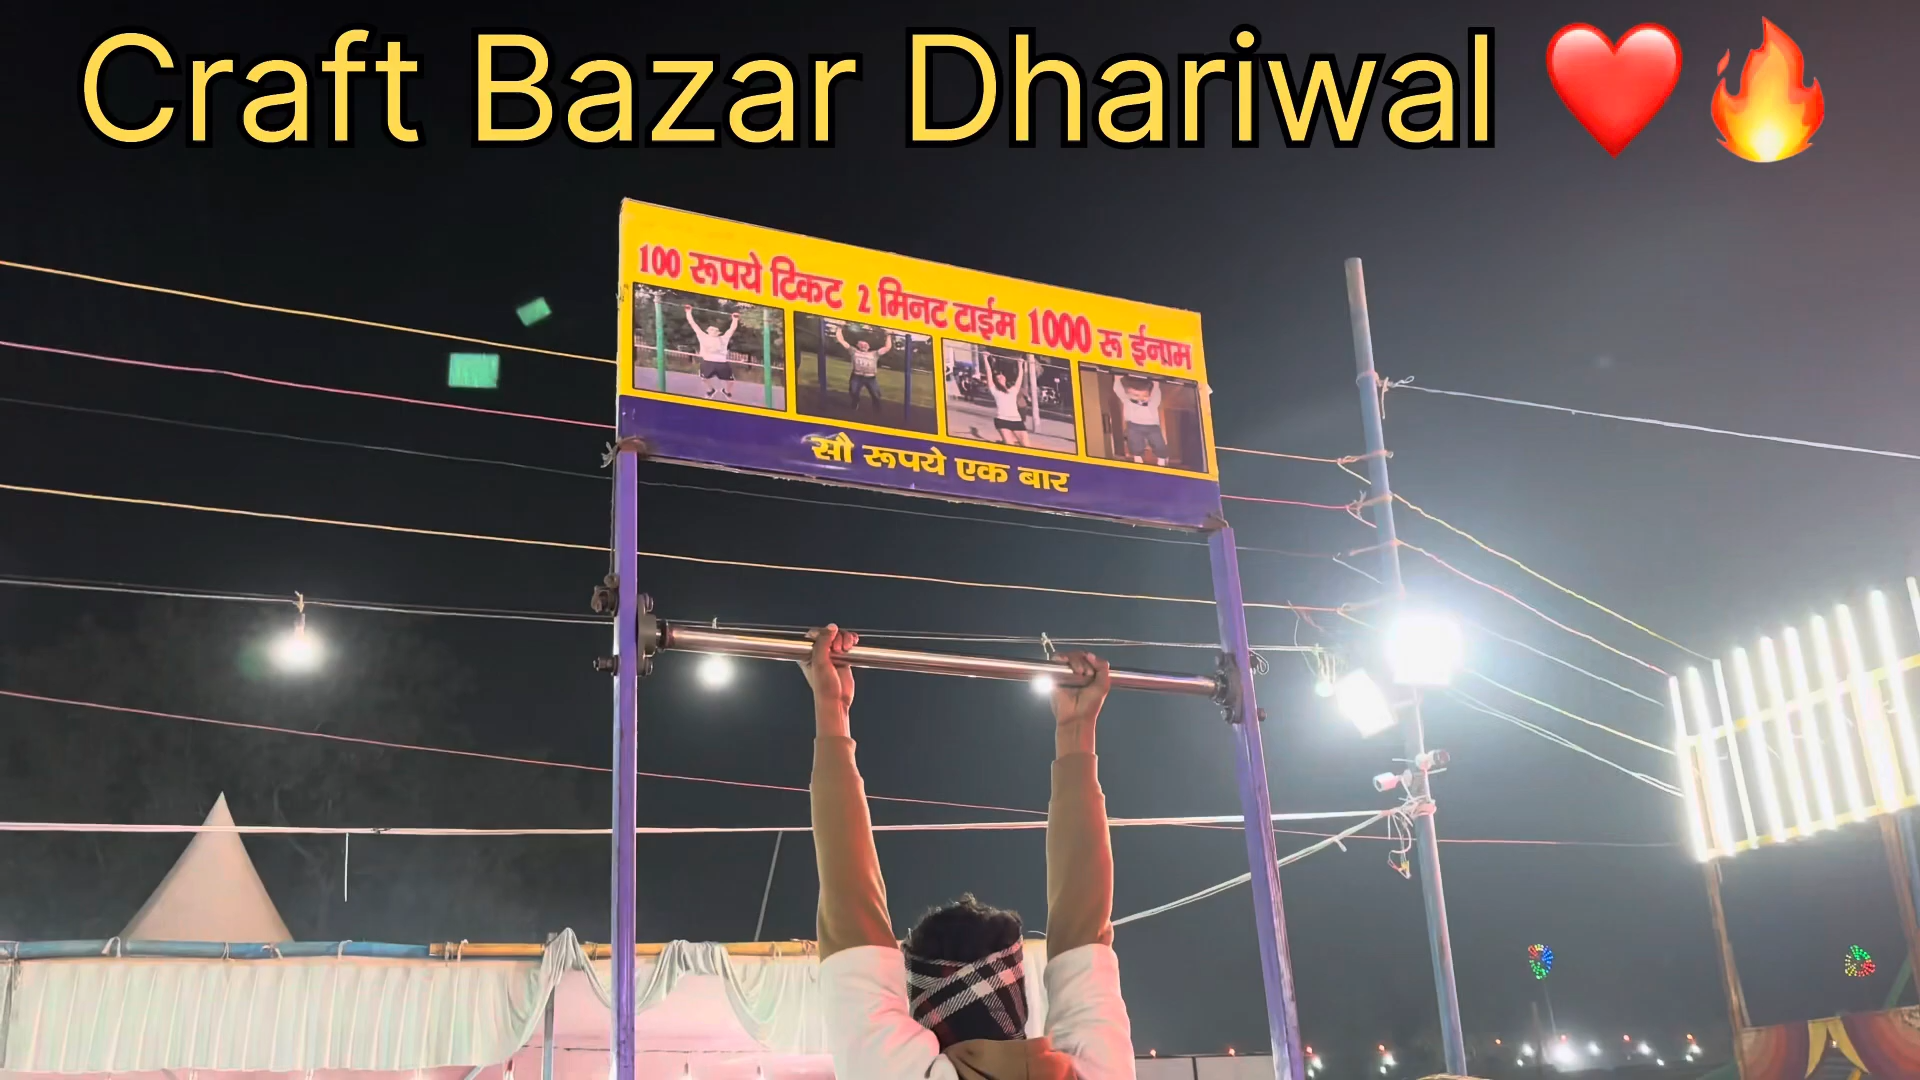 Craft Bazar Dhariwal ❤️🔥
100 रूपये टिकट 2 मिनट टाईम 1000 रू ईनाम
सौ रूपये एक बार